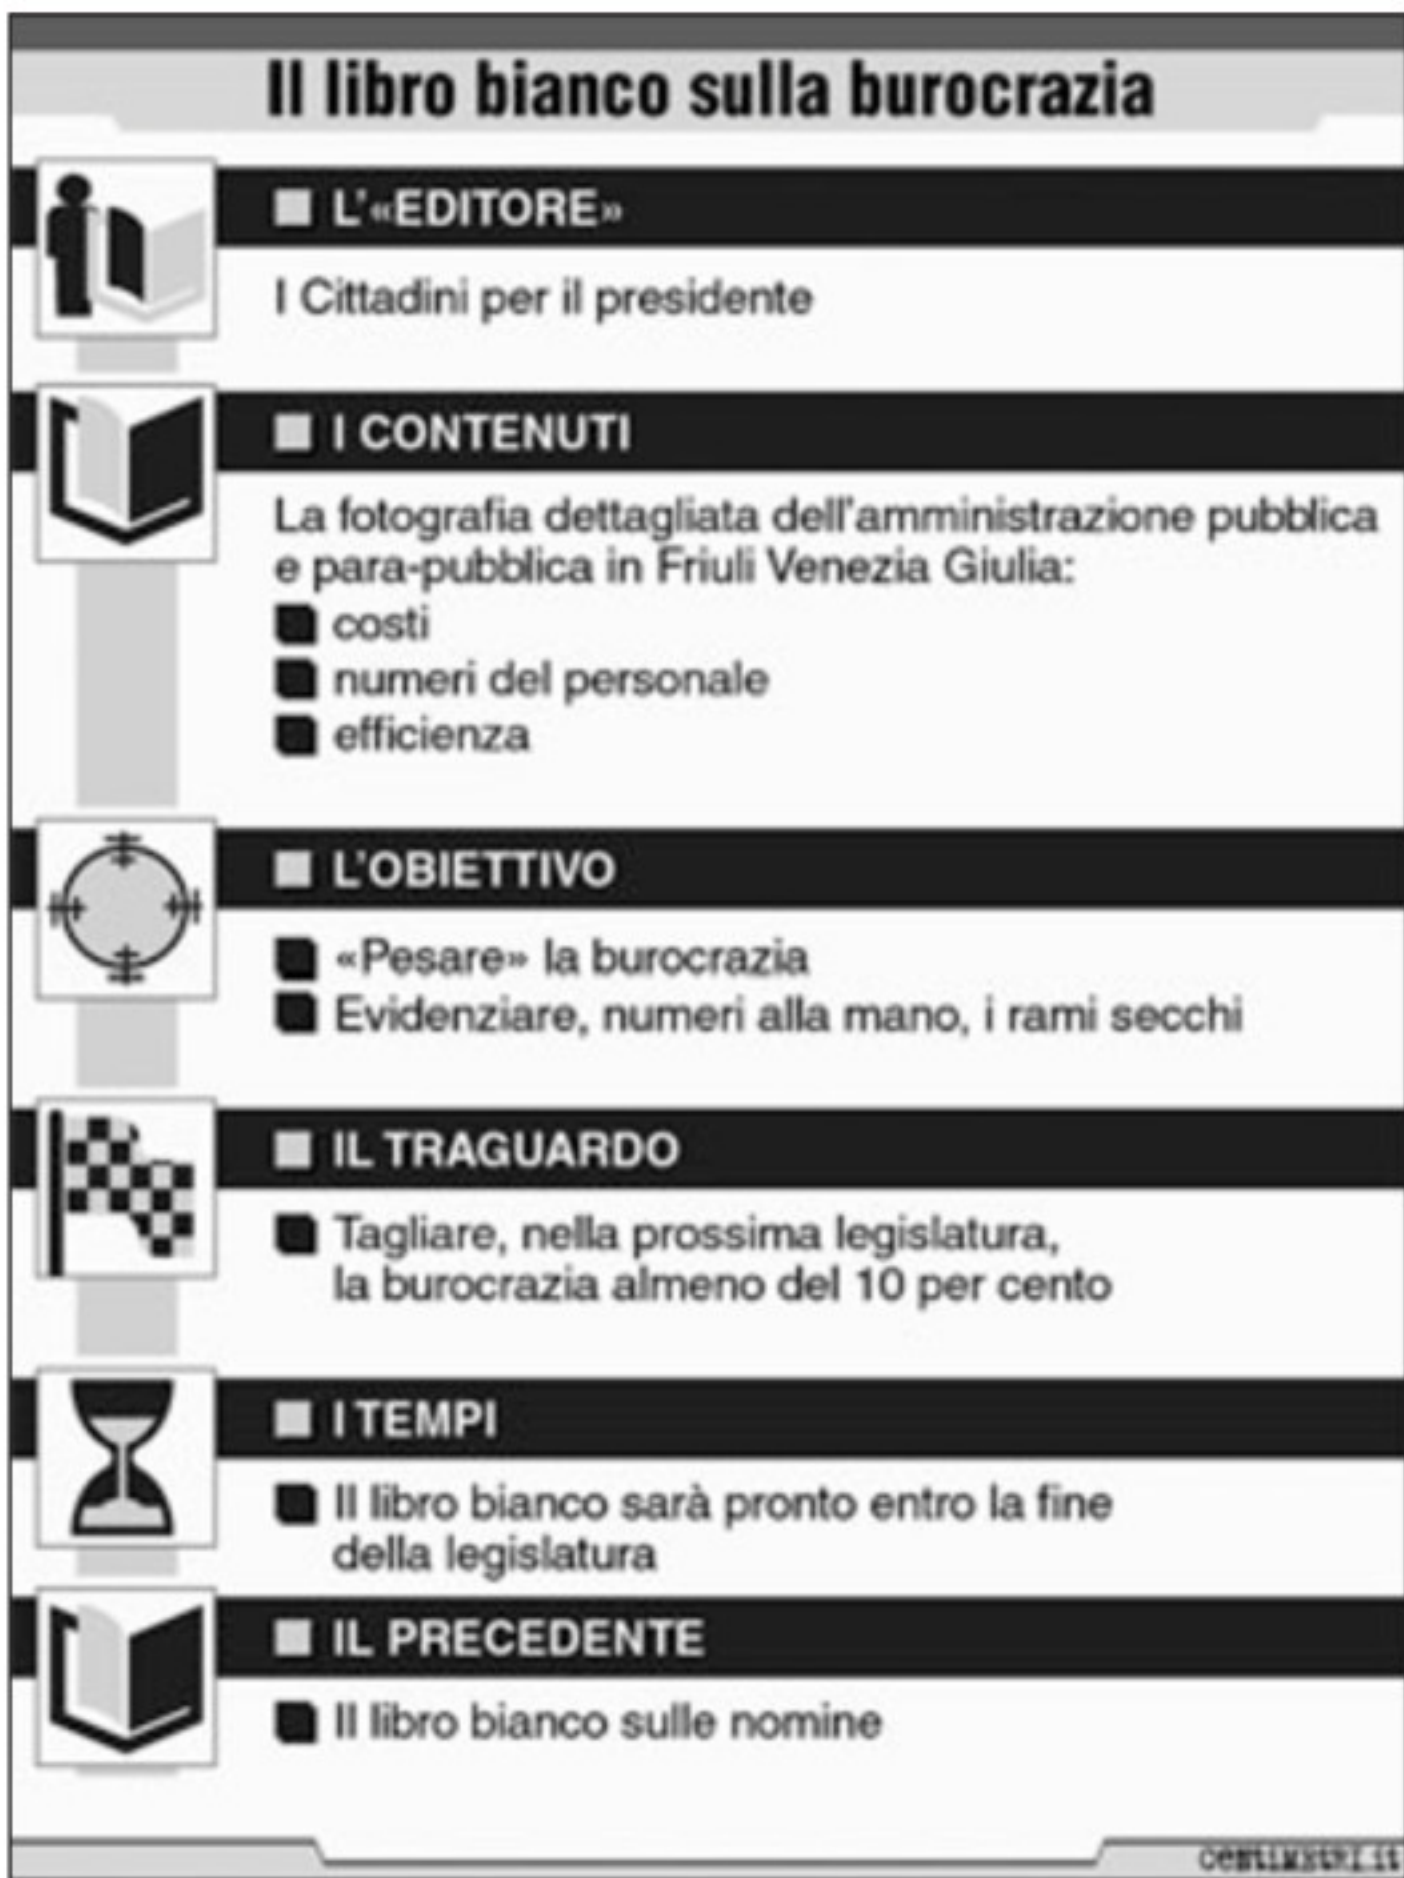 Il libro bianco sulla burocrazia
L'«EDITORE»
I Cittadini per il presidente
I CONTENUTI
La fotografia dettagliata dell'amministrazione pubblica
e para-pubblica in Friuli Venezia Giulia:
costi
numeri del personale
efficienza
L'OBIETTIVO
«Pesare» la burocrazia
Evidenziare, numeri alla mano, i rami secchi
IL TRAGUARDO
Tagliare, nella prossima legislatura,
la burocrazia almeno del 10 per cento
I TEMPI
Il libro bianco sarà pronto entro la fine
della legislatura
IL PRECEDENTE
Il libro bianco sulle nomine
centimetri.it